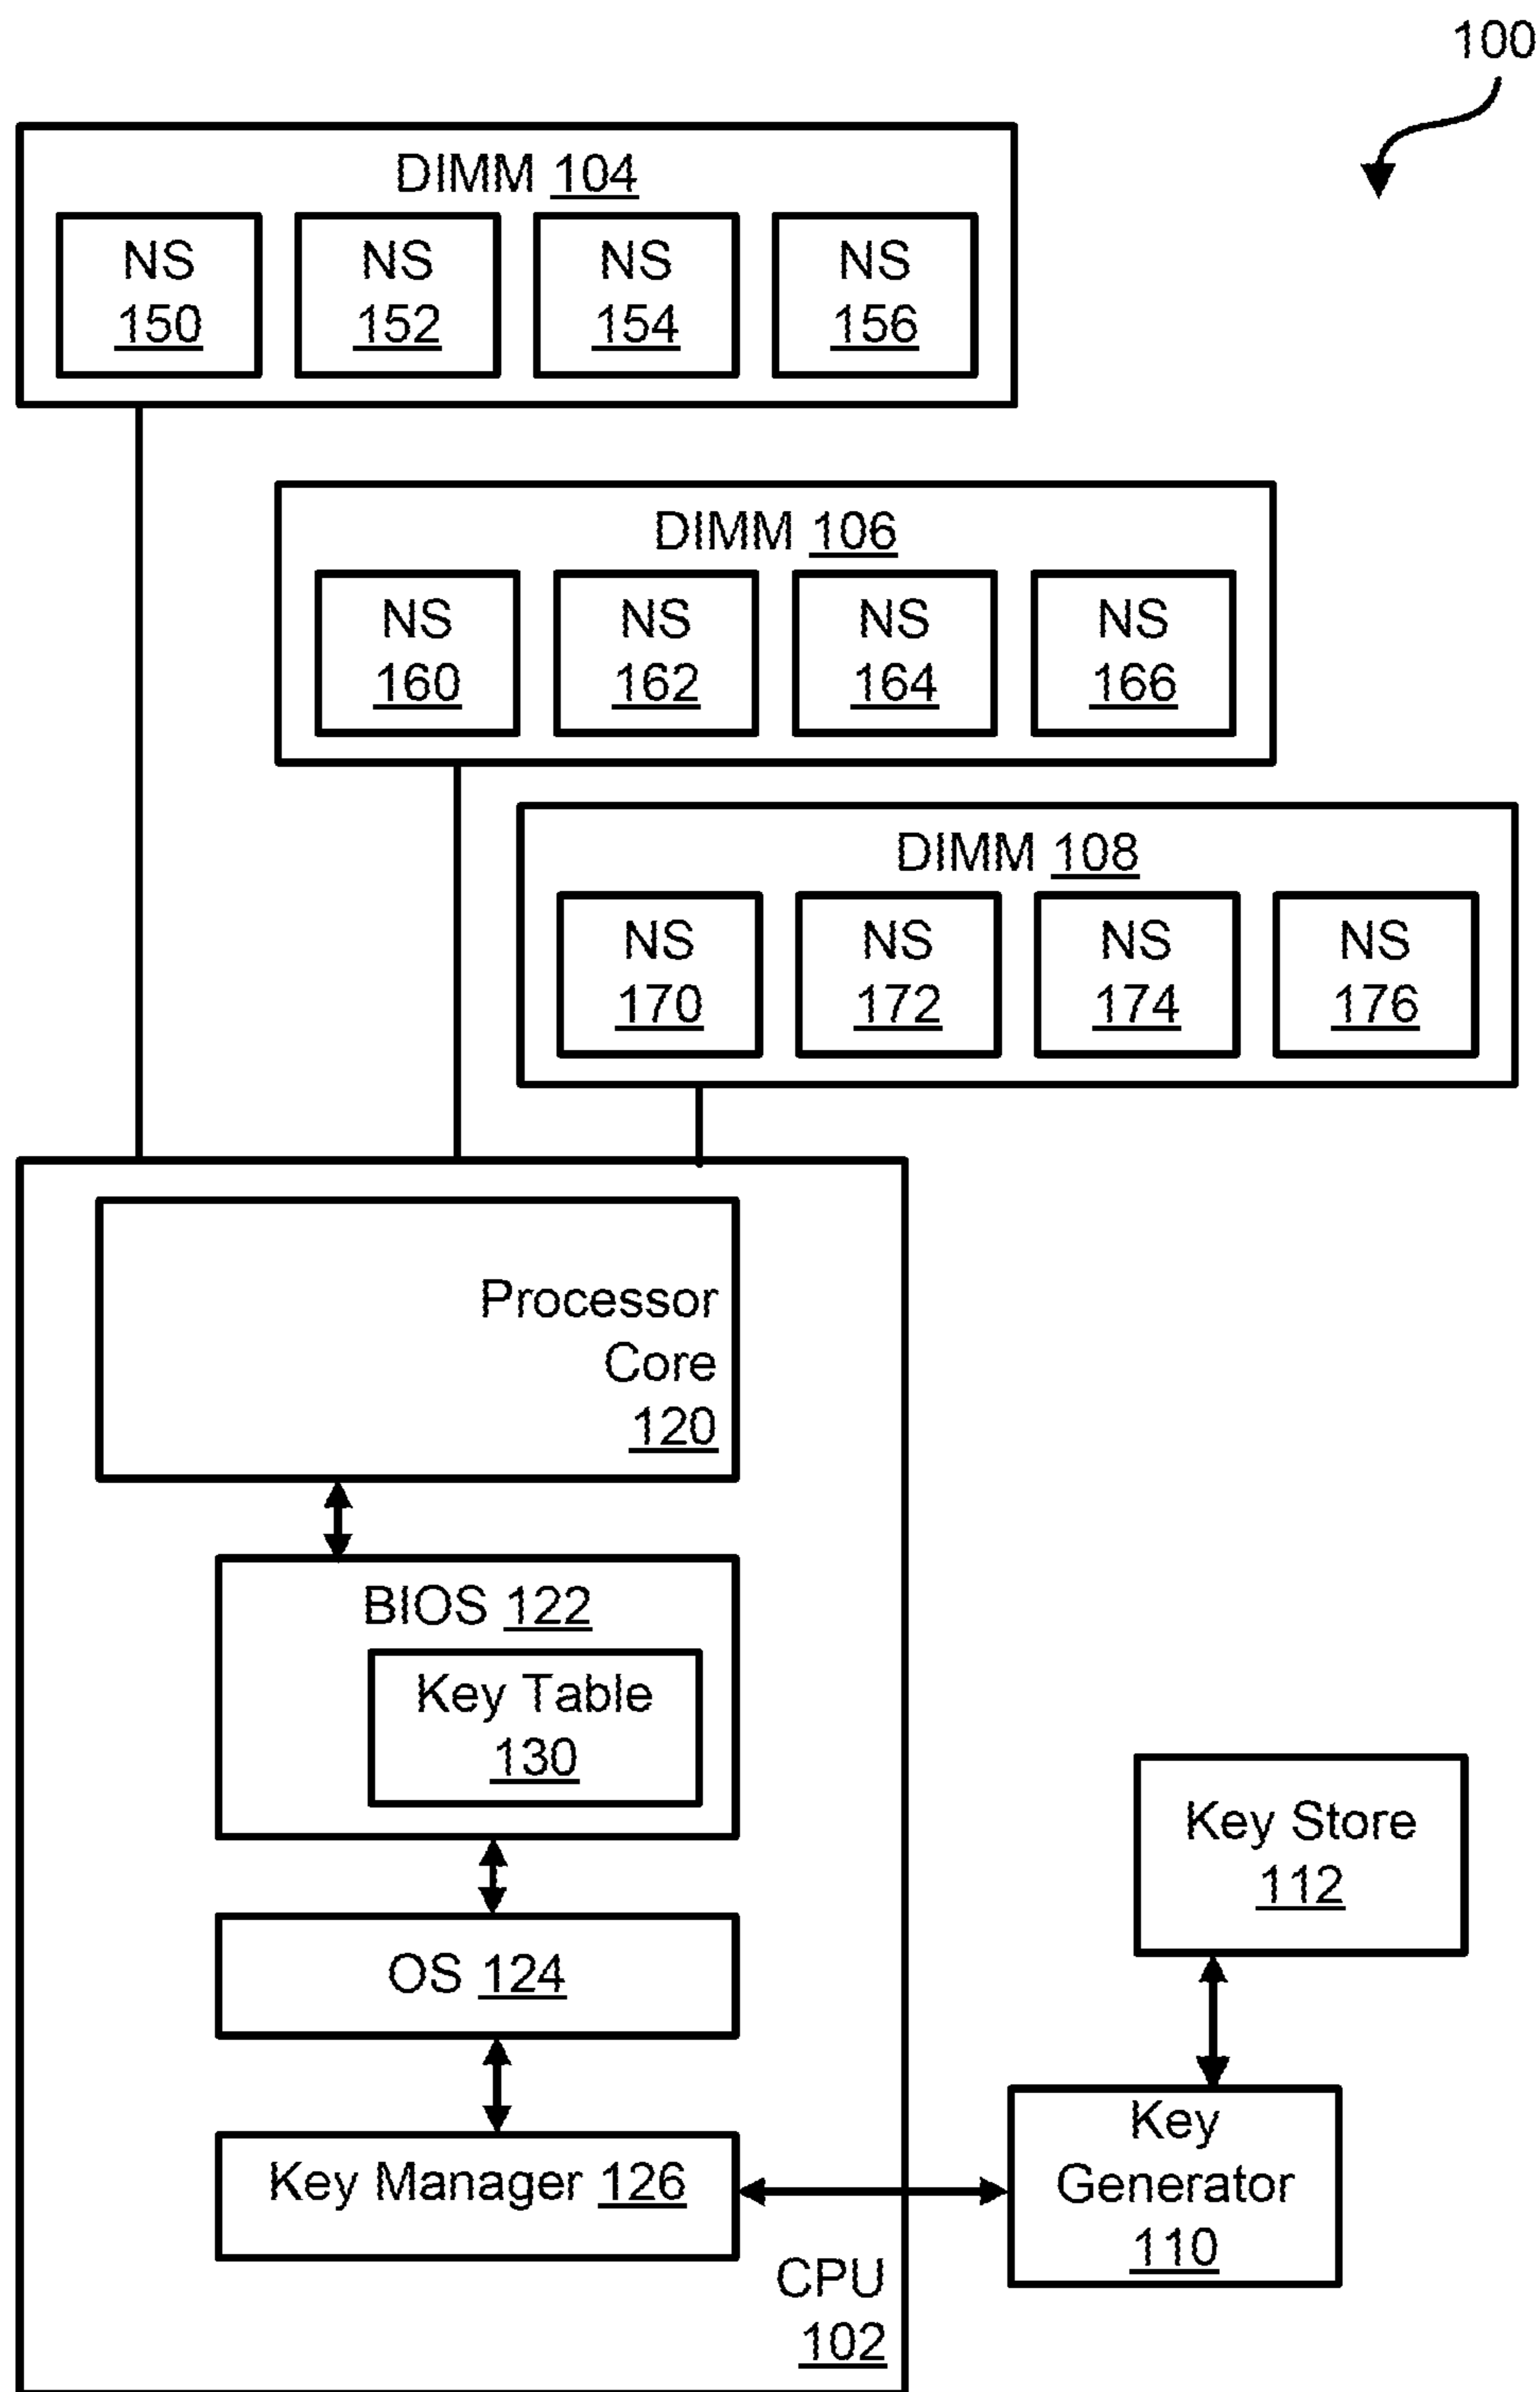 100
DIMM 104
NS NS NS NS
150 152 154 156
DIMM 106
NS NS NS NS
160 162 164 166
DIMM 108
NS NS NS NS
170 172 174 176
Processor
Core
120
BIOS 122
Key Table
130
Key Store
112
OS 124
Key Manager 126
Key
Generator
110
CPU
102